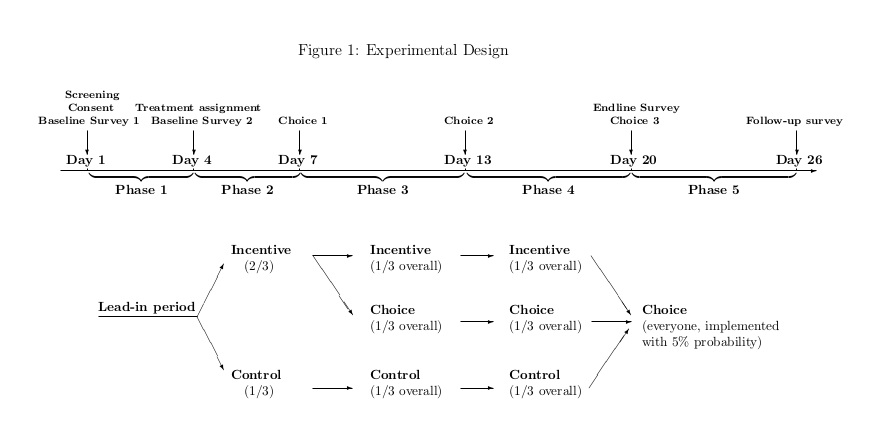 Figure 1: Experimental Design
Screening
Consent
Baseline Survey 1
Treatment assignment
Baseline Survey 2
Choice 1
Choice 2
Endline Survey
Choice 3
Follow-up survey
Day 1
Day 4
Day 7
Day 13
Day 20
Day 26
Phase 1
Phase 2
Phase 3
Phase 4
Phase 5
Lead-in period
Incentive
(2/3)
Control
(1/3)
Incentive
(1/3 overall)
Choice
(1/3 overall)
Control
(1/3 overall)
Incentive
(1/3 overall)
Choice
(1/3 overall)
Control
(1/3 overall)
Choice
(everyone, implemented
with 5% probability)